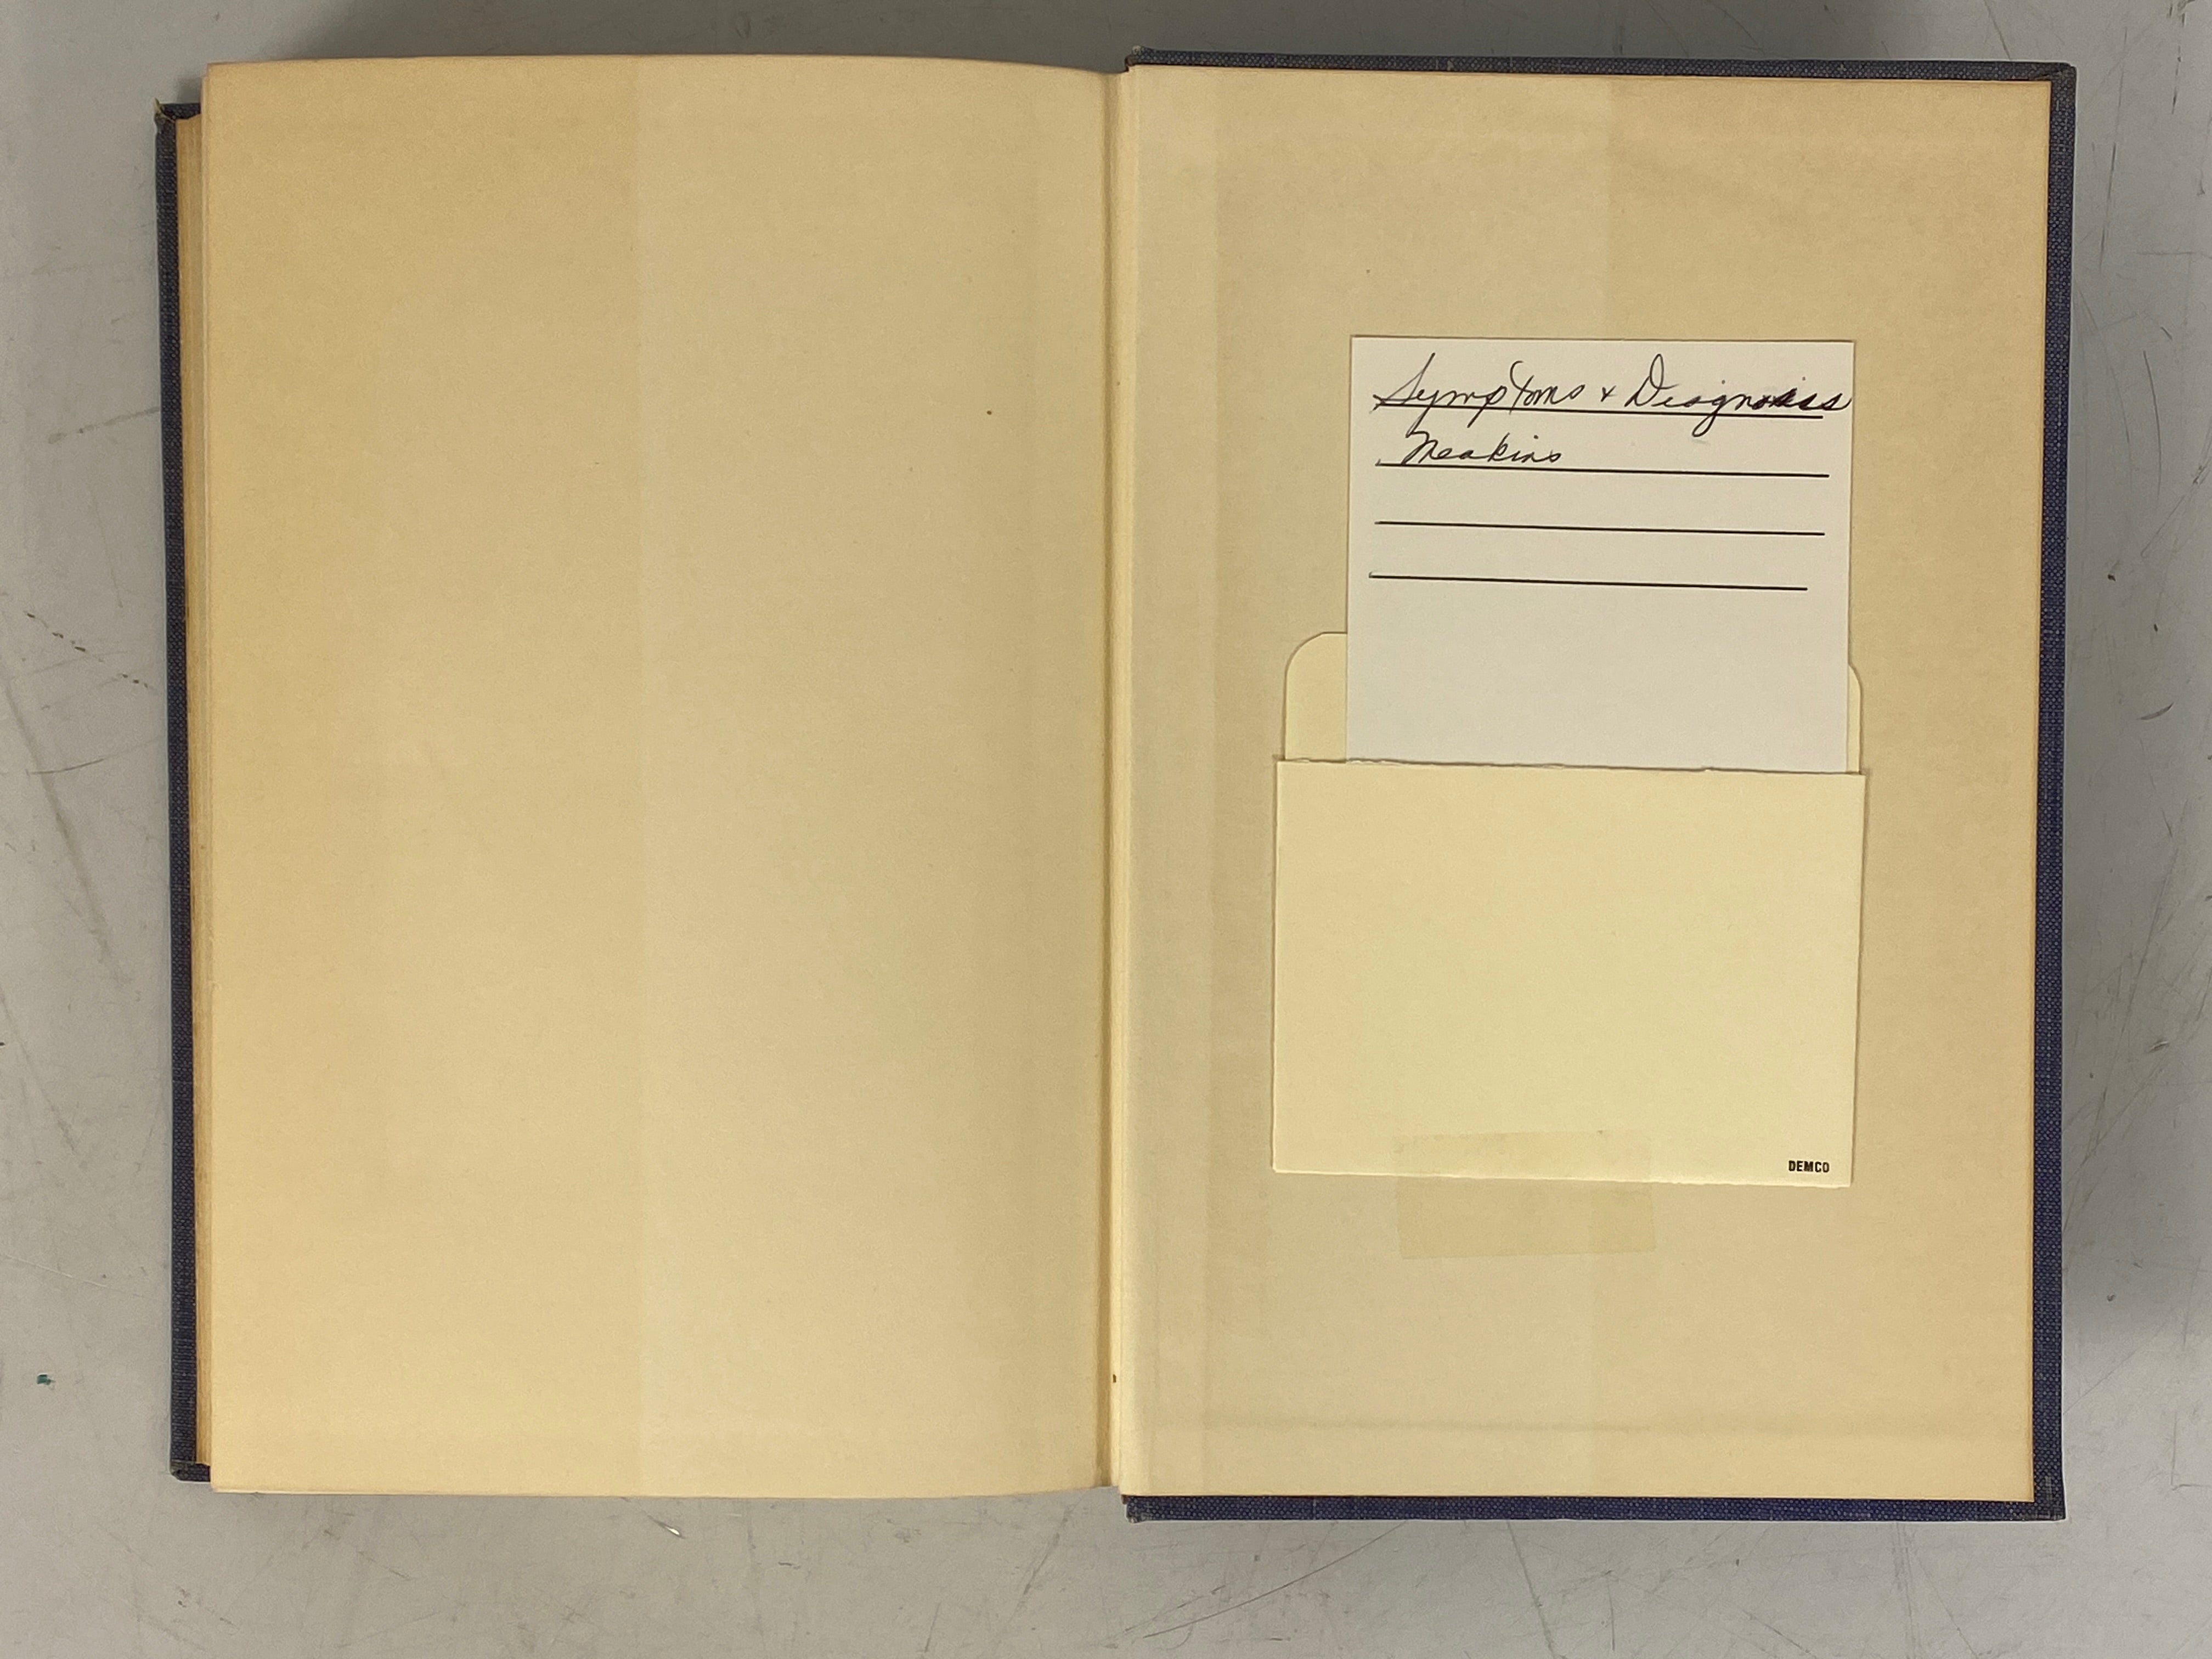 Symptoms & Diagnosis
Meakins
DEMCO